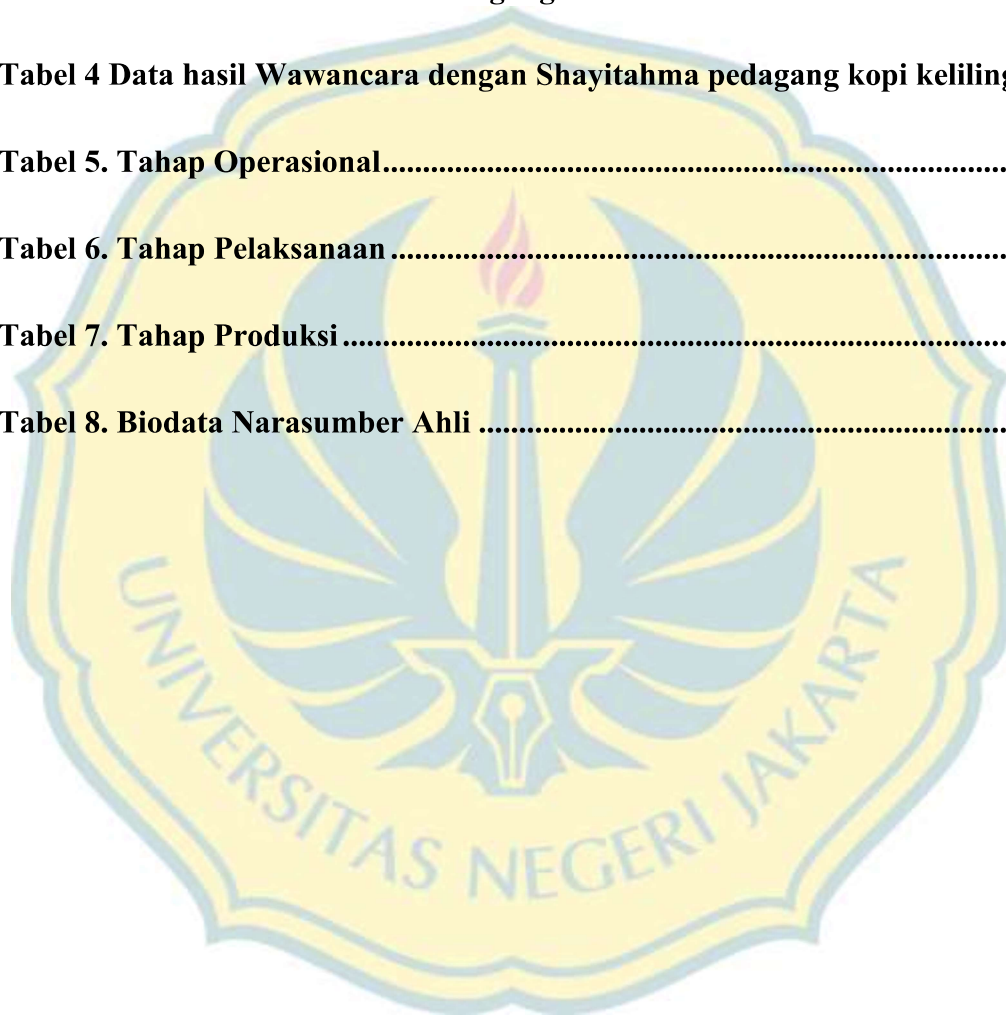 Tabel 4 Data hasil Wawancara dengan Shayitahma pedagang kopi keliling
Tabel 5. Tahap Operasional...............................................................................
Tabel 6. Tahap Pelaksanaan..............................................................................
Tabel 7. Tahap Produksi....................................................................................
Tabel 8. Biodata Narasumber Ahli...................................................................
UNIVERSITAS NEGERI JAKARTA